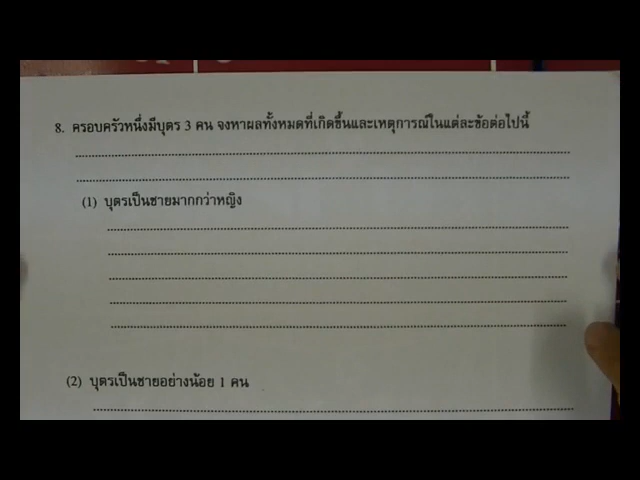 8. ครอบครัวหนึ่งมีบุตร 3 คน จงหาผลทั้งหมดที่เกิดขึ้นและเหตุการณ์ในแต่ละข้อต่อไปนี้
(1) บุตรเป็นชายมากกว่าหญิง
(2) บุตรเป็นชายอย่างน้อย 1 คน